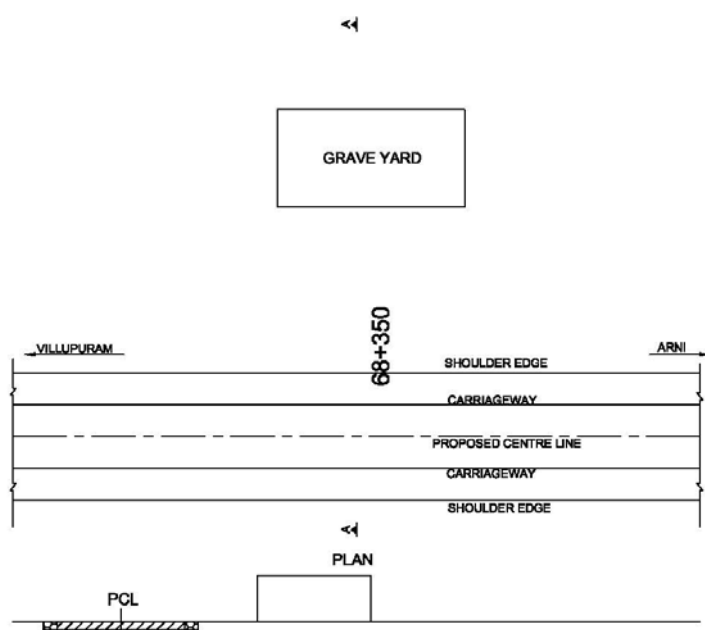 A
GRAVE YARD
68+350
VILLUPURAM
ARNI
SHOULDER EDGE
CARRIAGEWAY
PROPOSED CENTRE LINE
CARRIAGEWAY
SHOULDER EDGE
A
PLAN
PCL